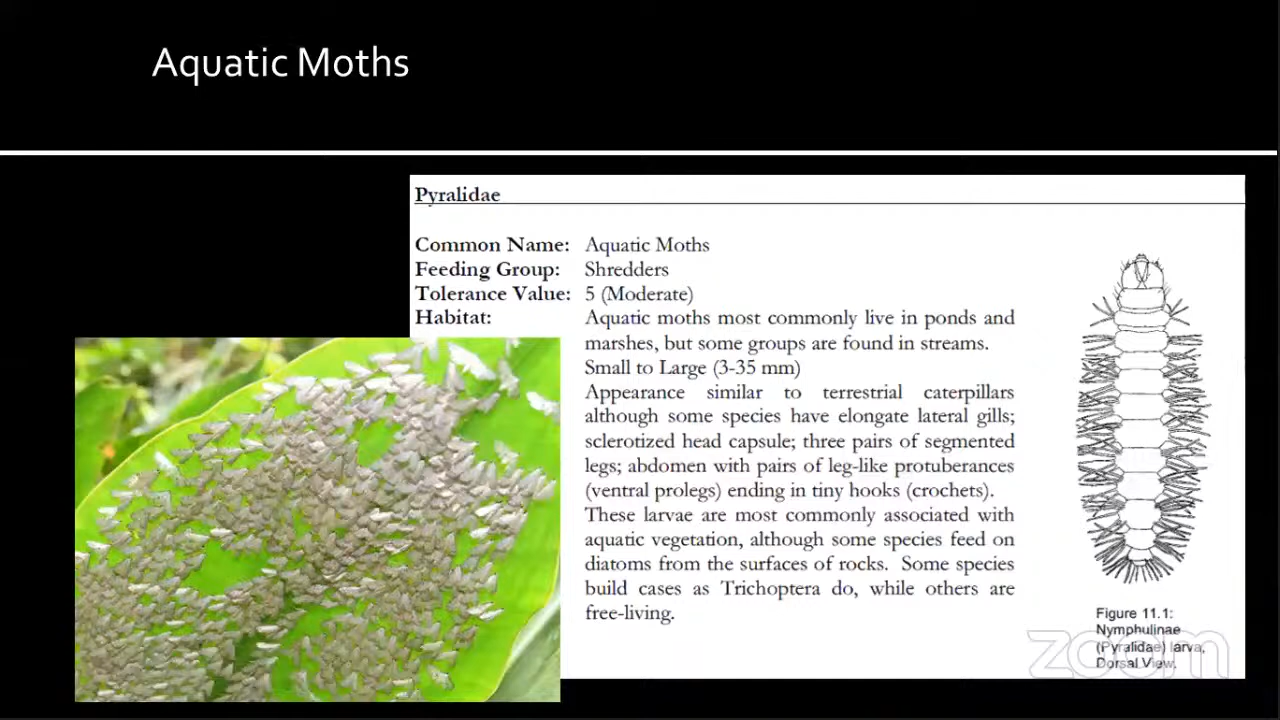 Aquatic Moths
Pyralidae
Common Name: Aquatic Moths
Feeding Group: Shredders
Tolerance Value: 5 (Moderate)
Habitat: Aquatic moths most commonly live in ponds and
marshes, but some groups are found in streams.
Small to Large (3-35 mm)
Appearance similar to terrestrial caterpillars
although some species have elongate lateral gills;
sclerotized head capsule; three pairs of segmented
legs; abdomen with pairs of leg-like protuberances
(ventral prolegs) ending in tiny hooks (crochets).
These larvae are most commonly associated with
aquatic vegetation, although some species feed on
diatoms from the surfaces of rocks. Some species
build cases as Trichoptera do, while others are
free-living.
Figure 11.1:
Nymphulinae
(Pyralidae) larva,
Dorsal View.
zoom